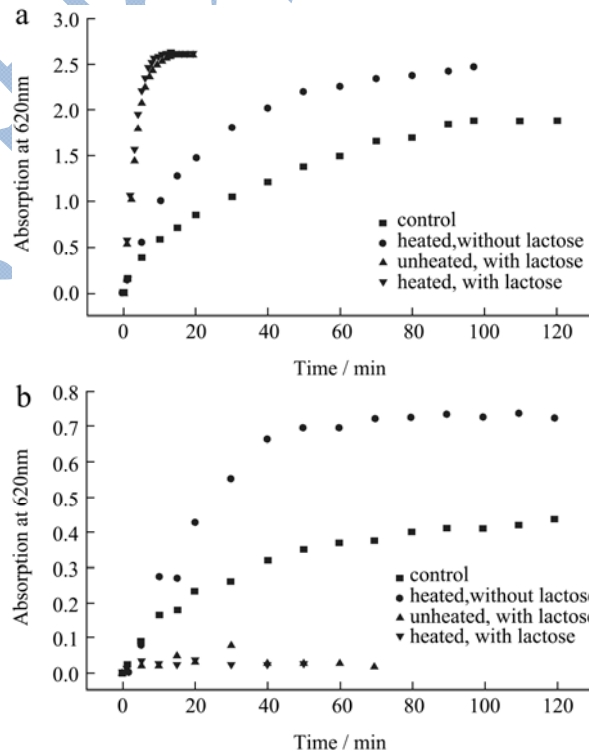 a
3.0
2.5
2.0
1.5
1.0
0.5
0.0
Absorption at 620nm
■ control
● heated,without lactose
▲ unheated, with lactose
▼ heated, with lactose
0 20 40 60 80 100 120
Time / min
b
0.8
0.7
0.6
0.5
0.4
0.3
0.2
0.1
0.0
Absorption at 620nm
■ control
● heated,without lactose
▲ unheated, with lactose
▼ heated, with lactose
0 20 40 60 80 100 120
Time / min